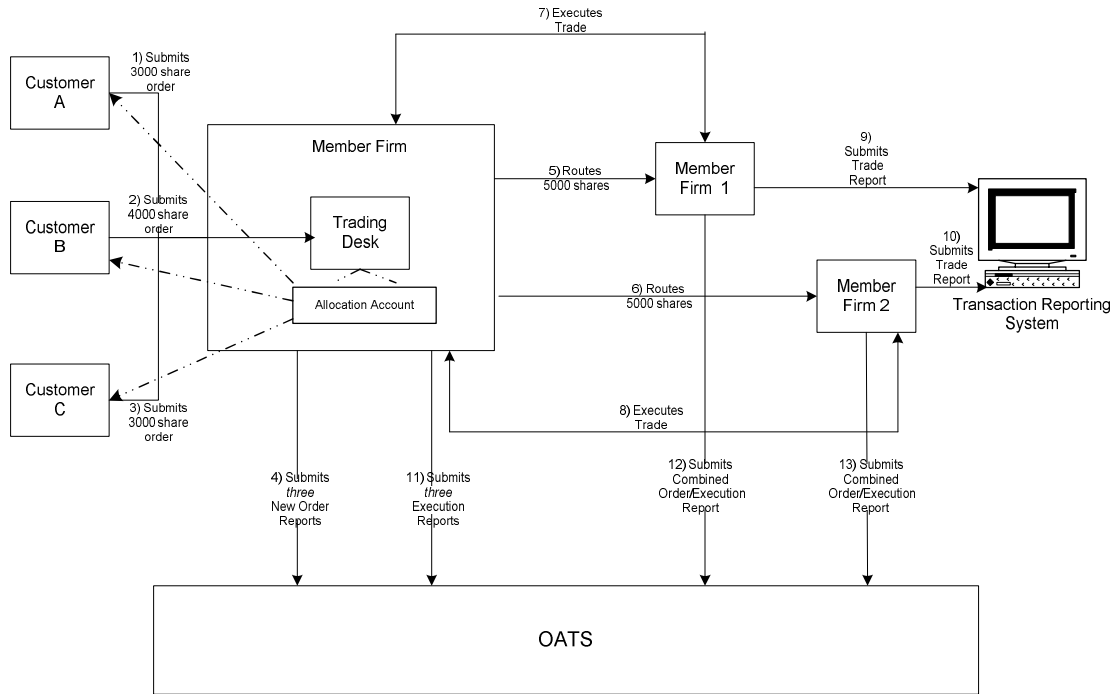 7) Executes
Trade
1) Submits
3000 share
order
Customer
A
Member Firm
9)
Submits
Trade
Report
Member
Firm 1
5) Routes
5000 shares
2) Submits
4000 share
order
Customer
B
Trading
Desk
10)
Submits
Trade
Report
Member
Firm 2
6) Routes
5000 shares
Allocation Account
Transaction Reporting
System
Customer
C
3) Submits
3000 share
order
8) Executes
Trade
4) Submits
three
New Order
Reports
11) Submits
three
Execution
Reports
12) Submits
Combined
Order/Execution
Report
13) Submits
Combined
Order/Execution
Report
OATS